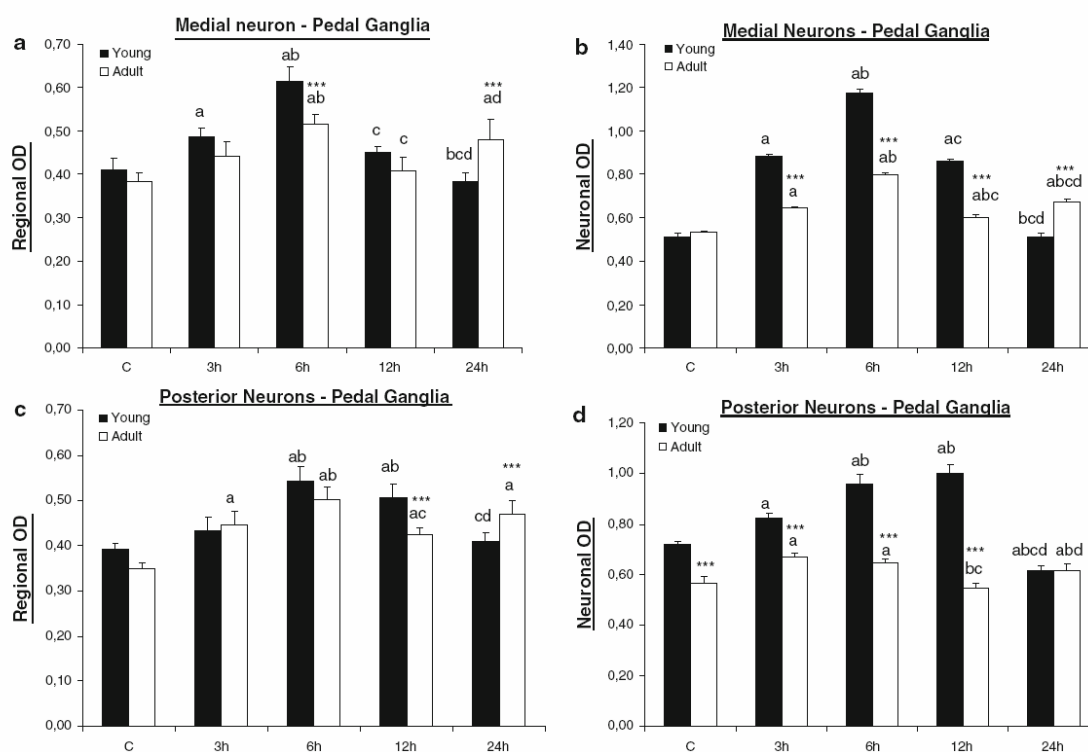 a
Medial neuron - Pedal Ganglia
Young
Adult
Regional OD
0,70
0,60
0,50
0,40
0,30
0,20
0,10
0,00
a
ab
***
ab
c
c
bcd
***
ad
C 3h 6h 12h 24h
b
Medial Neurons - Pedal Ganglia
Young
Adult
Neuronal OD
1,40
1,20
1,00
0,80
0,60
0,40
0,20
0,00
a
***
a
ab
***
ab
ac
***
abc
bcd
***
abcd
C 3h 6h 12h 24h
c
Posterior Neurons - Pedal Ganglia
Young
Adult
Regional OD
0,70
0,60
0,50
0,40
0,30
0,20
0,10
0,00
a
ab
ab
ab
***
ac
cd
***
a
C 3h 6h 12h 24h
d
Posterior Neurons - Pedal Ganglia
Young
Adult
Neuronal OD
1,20
1,00
0,80
0,60
0,40
0,20
0,00
***
a
***
a
ab
***
a
ab
***
bc
abcd
abd
C 3h 6h 12h 24h